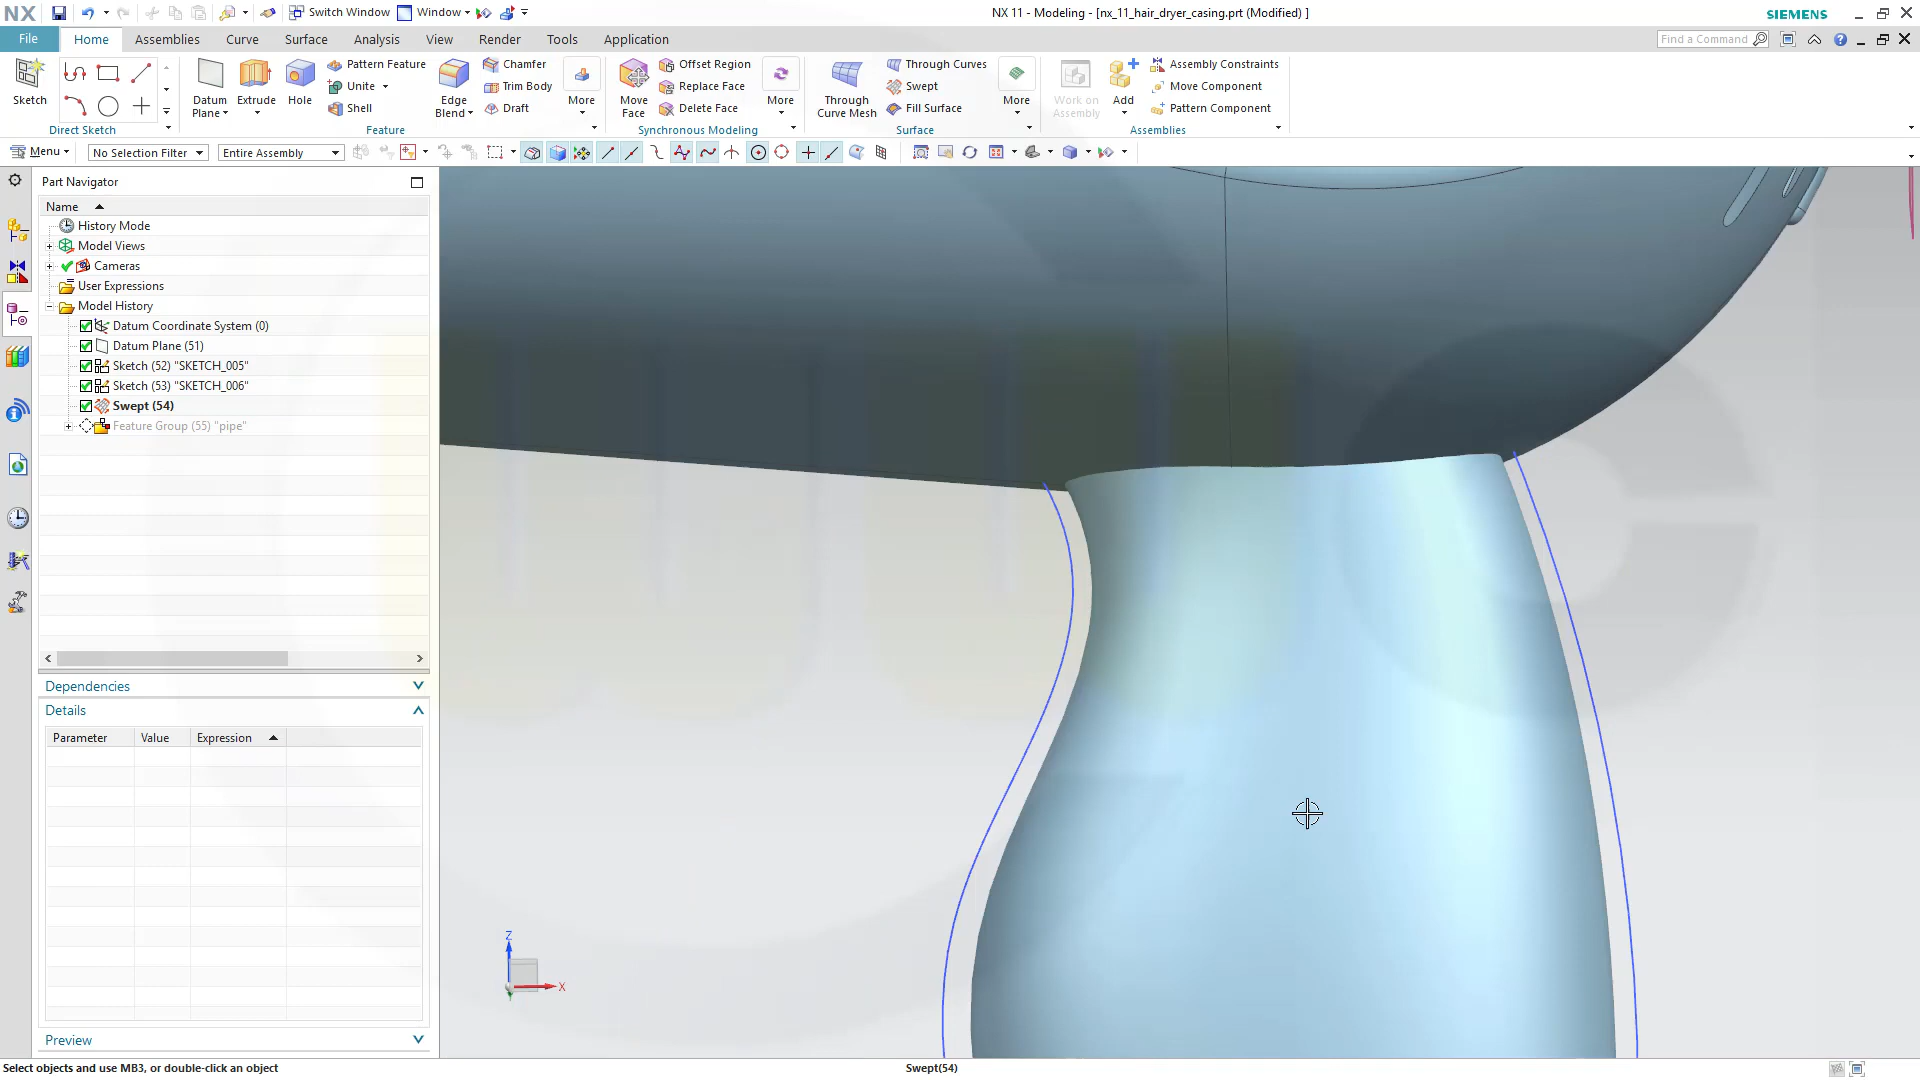 NX
Switch Window
Window
NX 11 - Modeling - [nx_11_hair_dryer_casing.prt (Modified) ]
SIEMENS
File
Home
Assemblies
Curve
Surface
Analysis
View
Render
Tools
Application
Find a Command
Sketch
Direct Sketch
Datum Plane
Extrude
Hole
Pattern Feature
Unite
Shell
Edge Blend
Chamfer
Trim Body
Draft
More
Feature
Move Face
Offset Region
Replace Face
Delete Face
More
Synchronous Modeling
Through Curve Mesh
Through Curves
Swept
Fill Surface
More
Surface
Work on Assembly
Add
Assembly Constraints
Move Component
Pattern Component
Assemblies
Menu
No Selection Filter
Entire Assembly
Part Navigator
Name
History Mode
Model Views
Cameras
User Expressions
Model History
Datum Coordinate System (0)
Datum Plane (51)
Sketch (52) "SKETCH_005"
Sketch (53) "SKETCH_006"
Swept (54)
Feature Group (55) "pipe"
Dependencies
Details
Parameter
Value
Expression
Preview
Z
X
Select objects and use MB3, or double-click an object
Swept(54)